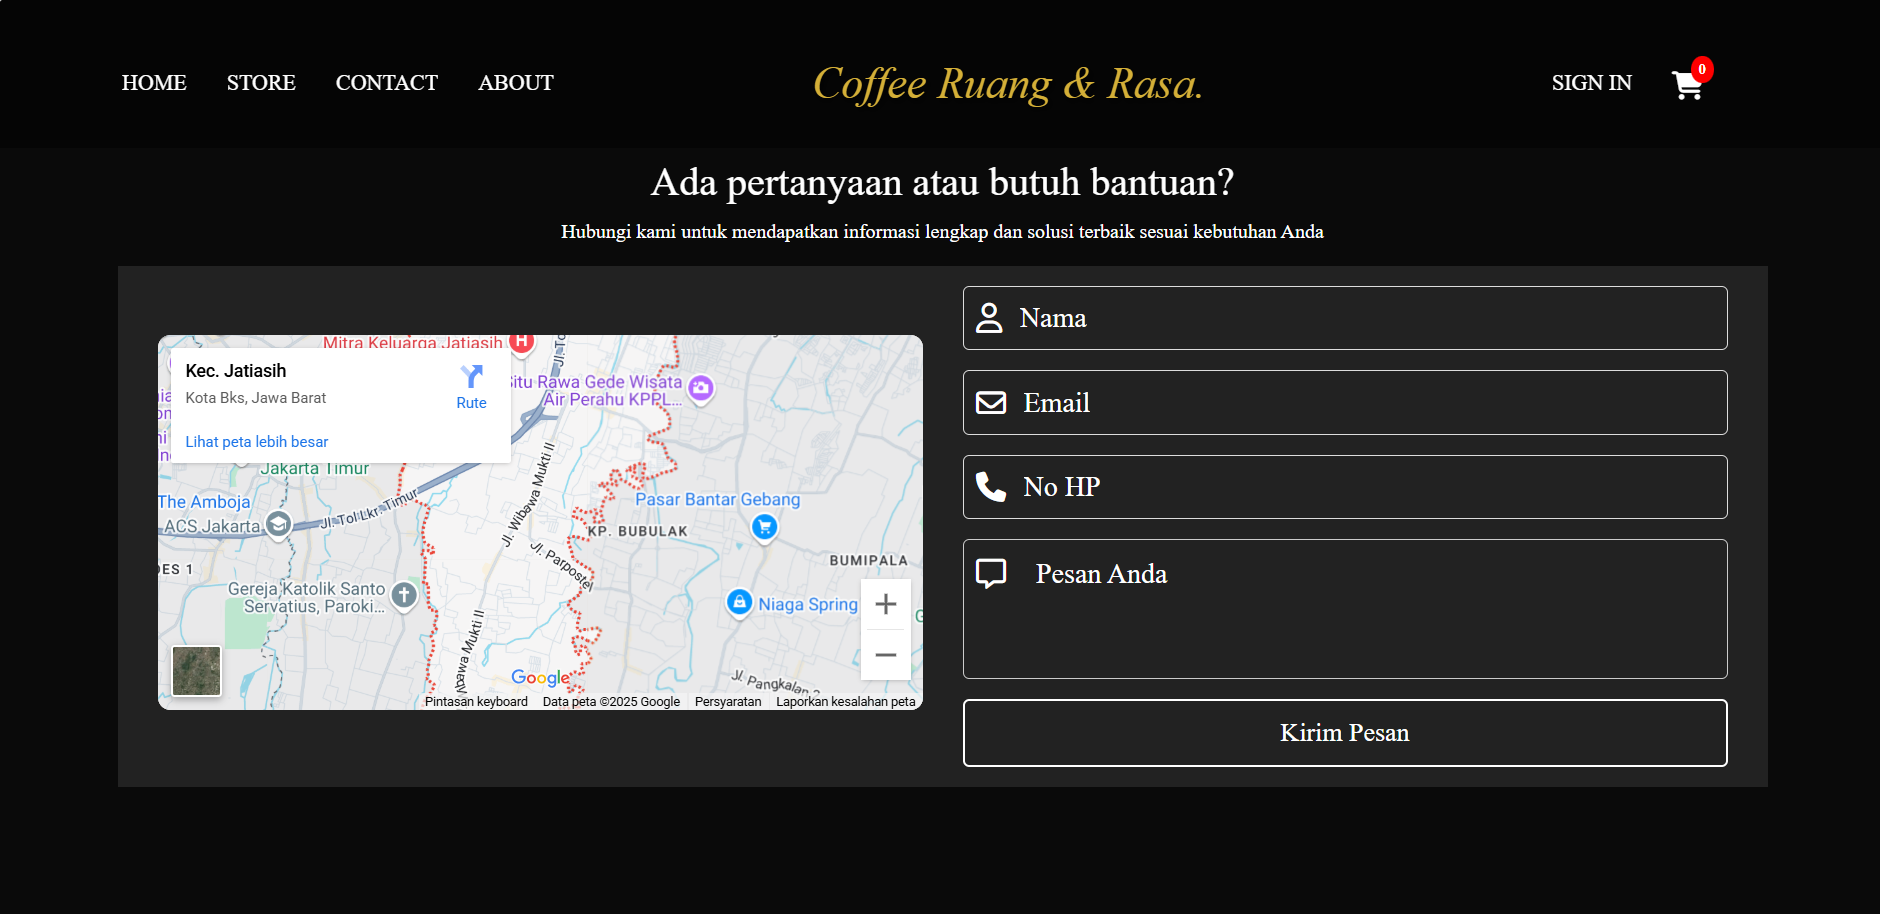 HOME STORE CONTACT ABOUT
Coffee Ruang & Rasa.
SIGN IN
0
Ada pertanyaan atau butuh bantuan?
Hubungi kami untuk mendapatkan informasi lengkap dan solusi terbaik sesuai kebutuhan Anda
Mitra Keluarga Jatiasih
H
Kec. Jatiasih
Kota Bks, Jawa Barat
Rute
Lihat peta lebih besar
Situ Rawa Gede Wisata
Air Perahu KPPL...
Jakarta Timur
The Amboja
ACS Jakarta
Jl. Tol Lkr. Timur
Jl. Wibawa Mukti II
Pasar Bantar Gebang
KP. BUBULAK
Jl. Parpostel
BUMIPALA
Gereja Katolik Santo
Servatius, Paroki...
Niaga Spring
Google
Pintasan keyboard
Data peta ©2025 Google
Persyaratan
Laporkan kesalahan peta
Nama
Email
No HP
Pesan Anda
Kirim Pesan